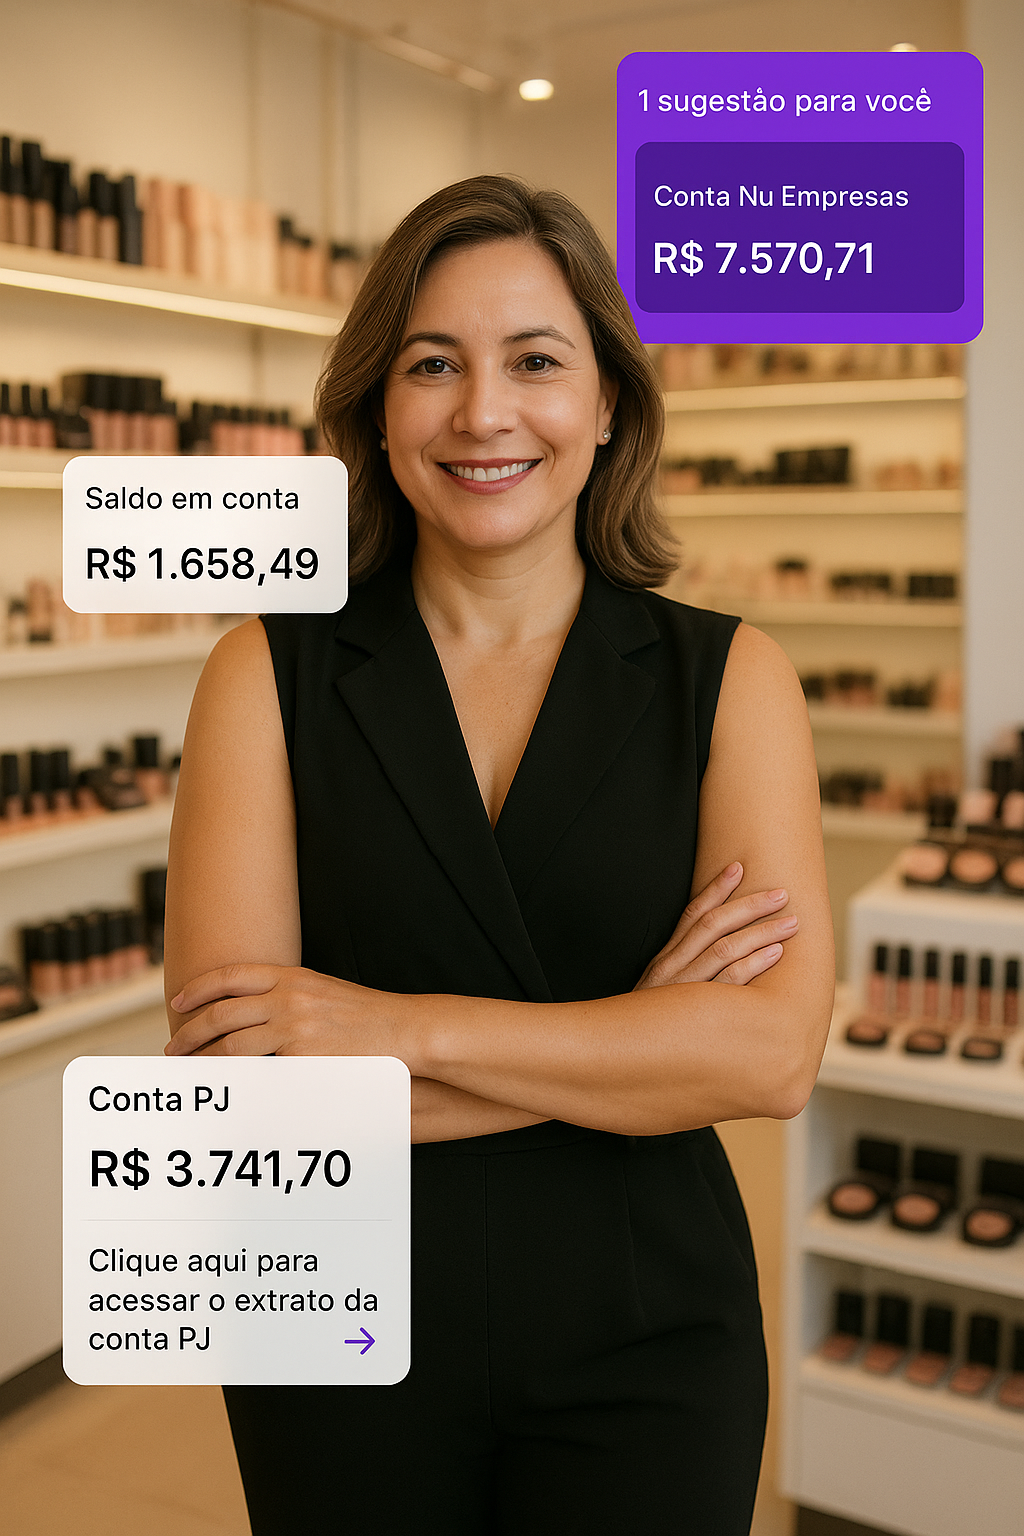 1 sugestão para você
Conta Nu Empresas
R$ 7.570,71
Saldo em conta
R$ 1.658,49
Conta PJ
R$ 3.741,70
Clique aqui para
acessar o extrato da
conta PJ